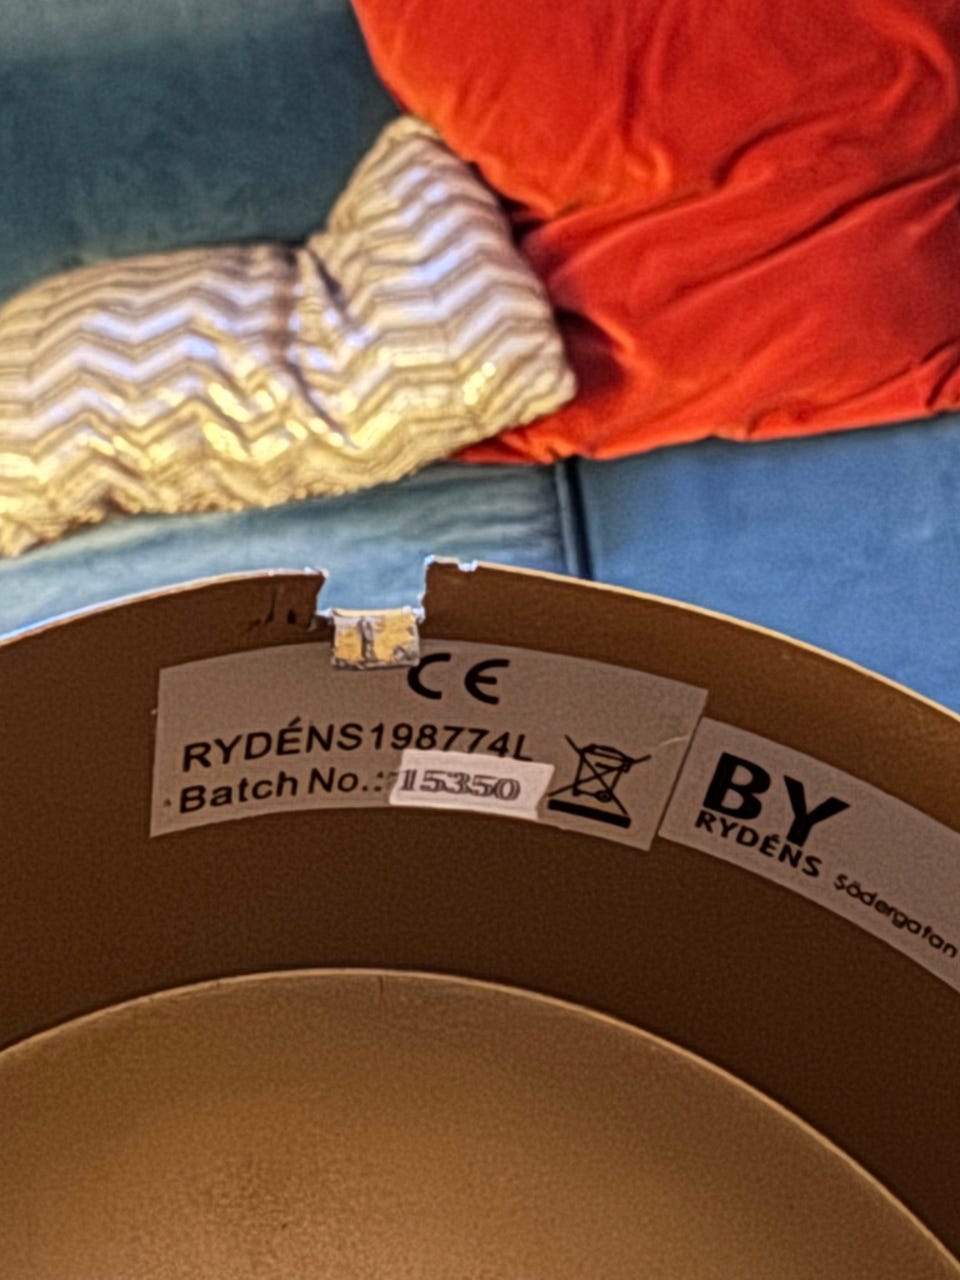 CE
RYDÉNS198774L
Batch No.: 15350
BY
RYDÉNS Södergatan